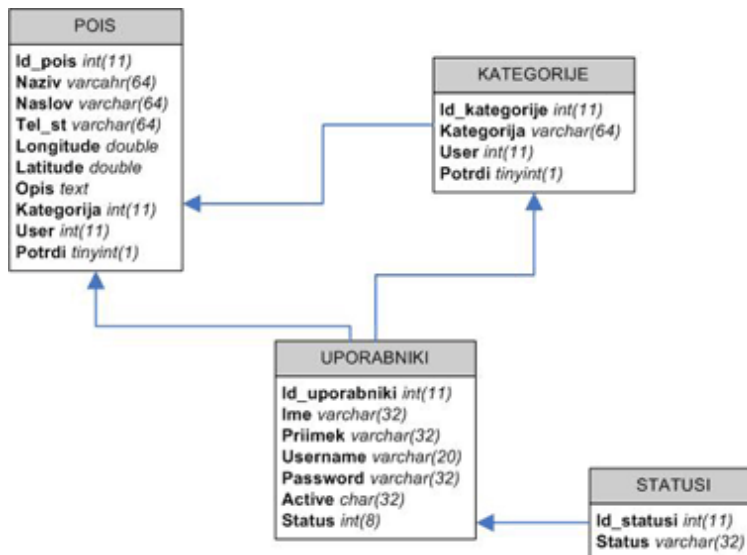 POIS
Id_pois int(11)
Naziv varcahr(64)
Naslov varchar(64)
Tel_st varchar(64)
Longitude double
Latitude double
Opis text
Kategorija int(11)
User int(11)
Potrdi tinyint(1)
KATEGORIJE
Id_kategorije int(11)
Kategorija varchar(64)
User int(11)
Potrdi tinyint(1)
UPORABNIKI
Id_uporabniki int(11)
Ime varchar(32)
Priimek varchar(32)
Username varchar(20)
Password varchar(32)
Active char(32)
Status int(8)
STATUSI
Id_statusi int(11)
Status varchar(32)